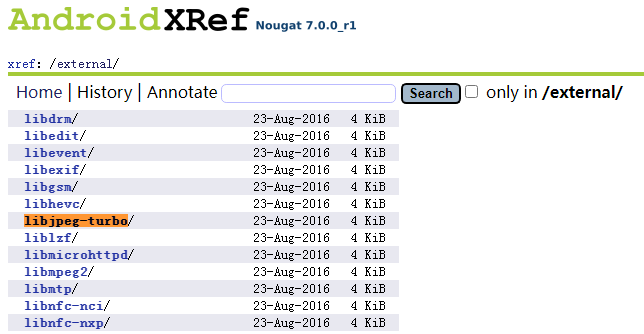 AndroidXRef Nougat 7.0.0_r1
xref: /external/
Home | History | Annotate Search only in /external/
libdrm/ 23-Aug-2016 4 KiB
libedit/ 23-Aug-2016 4 KiB
libevent/ 23-Aug-2016 4 KiB
libexif/ 23-Aug-2016 4 KiB
libgsm/ 23-Aug-2016 4 KiB
libhevc/ 23-Aug-2016 4 KiB
libjpeg-turbo/ 23-Aug-2016 4 KiB
liblzf/ 23-Aug-2016 4 KiB
libmicrohttpd/ 23-Aug-2016 4 KiB
libmpeg2/ 23-Aug-2016 4 KiB
libmtp/ 23-Aug-2016 4 KiB
libnfc-nci/ 23-Aug-2016 4 KiB
libnfc-nxp/ 23-Aug-2016 4 KiB